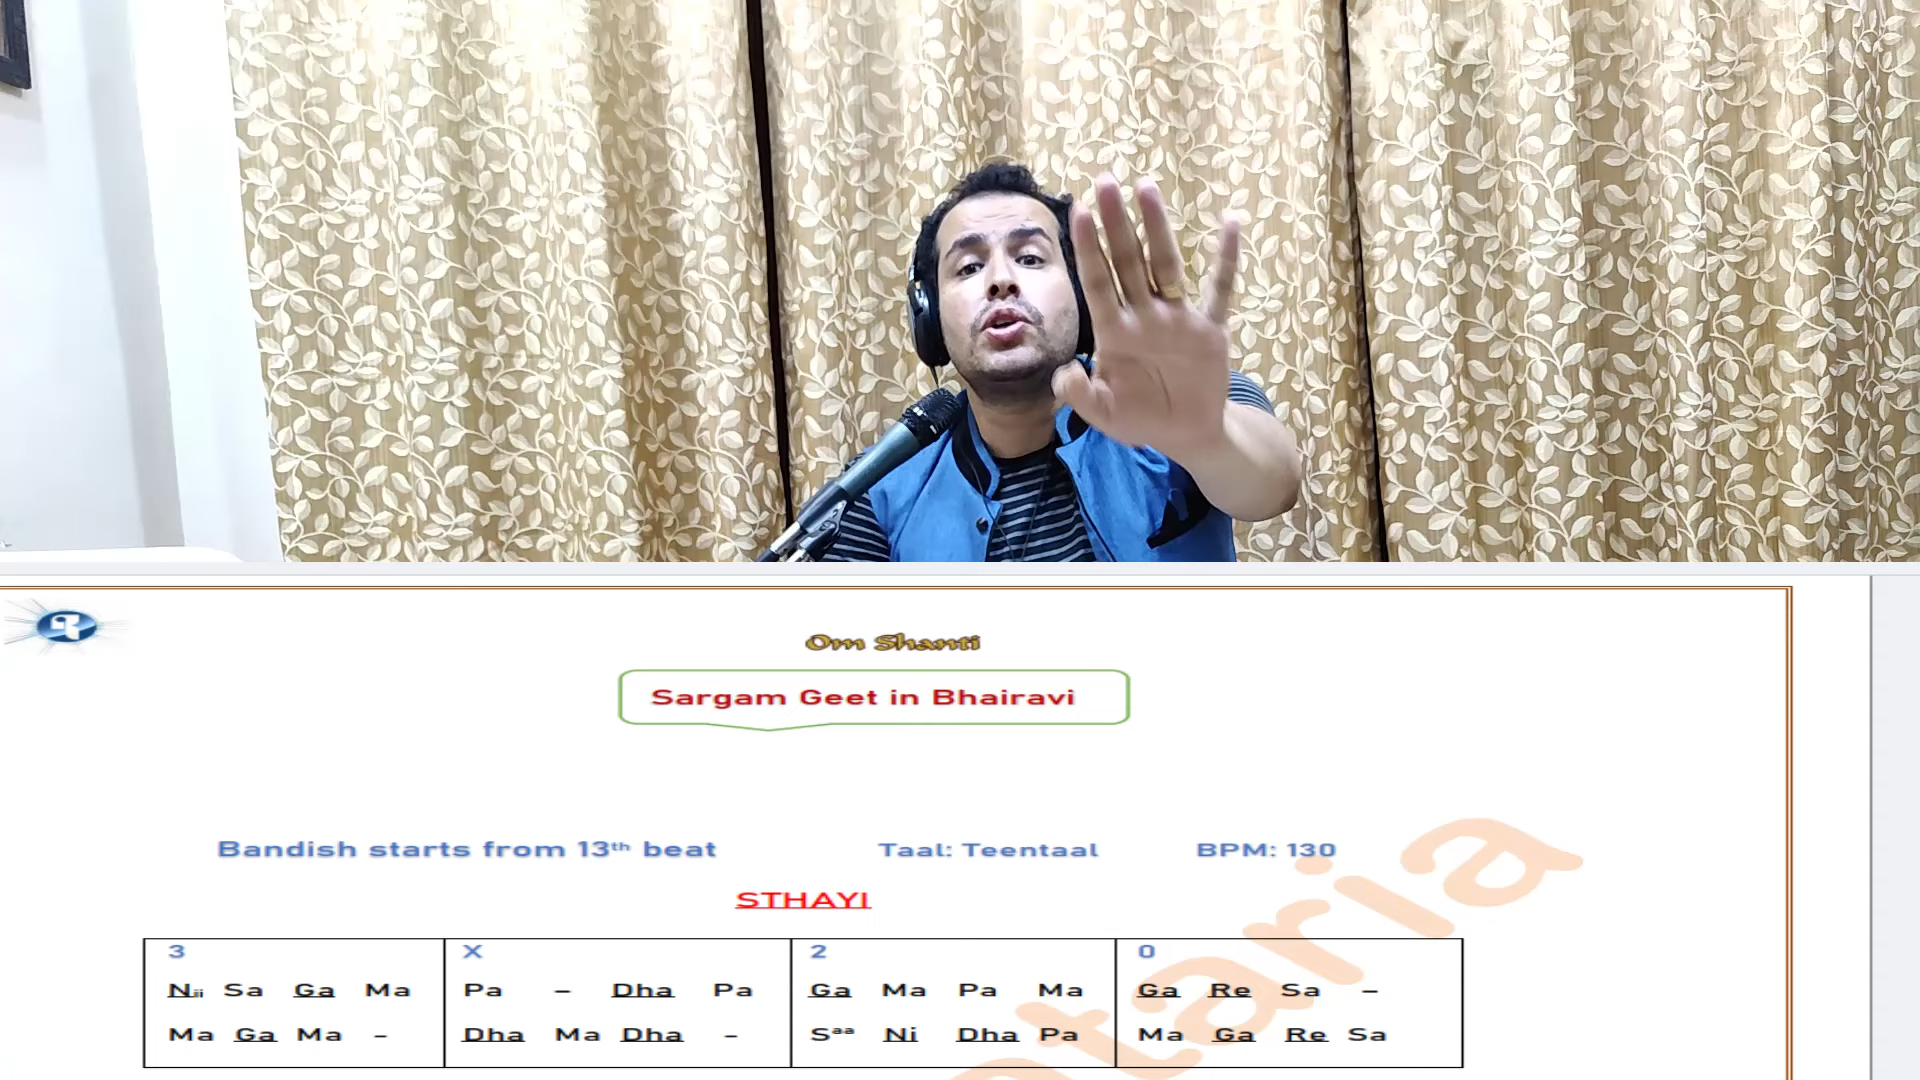 Om Shanti
Sargam Geet in Bhairavi
Bandish starts from 13th beat Taal: Teentaal BPM: 130
STHAYI
3 X 2 0
Nii Sa Ga Ma Pa – Dha Pa Ga Ma Pa Ma Ga Re Sa –
Ma Ga Ma - Dha Ma Dha - Saa Ni Dha Pa Ma Ga Re Sa